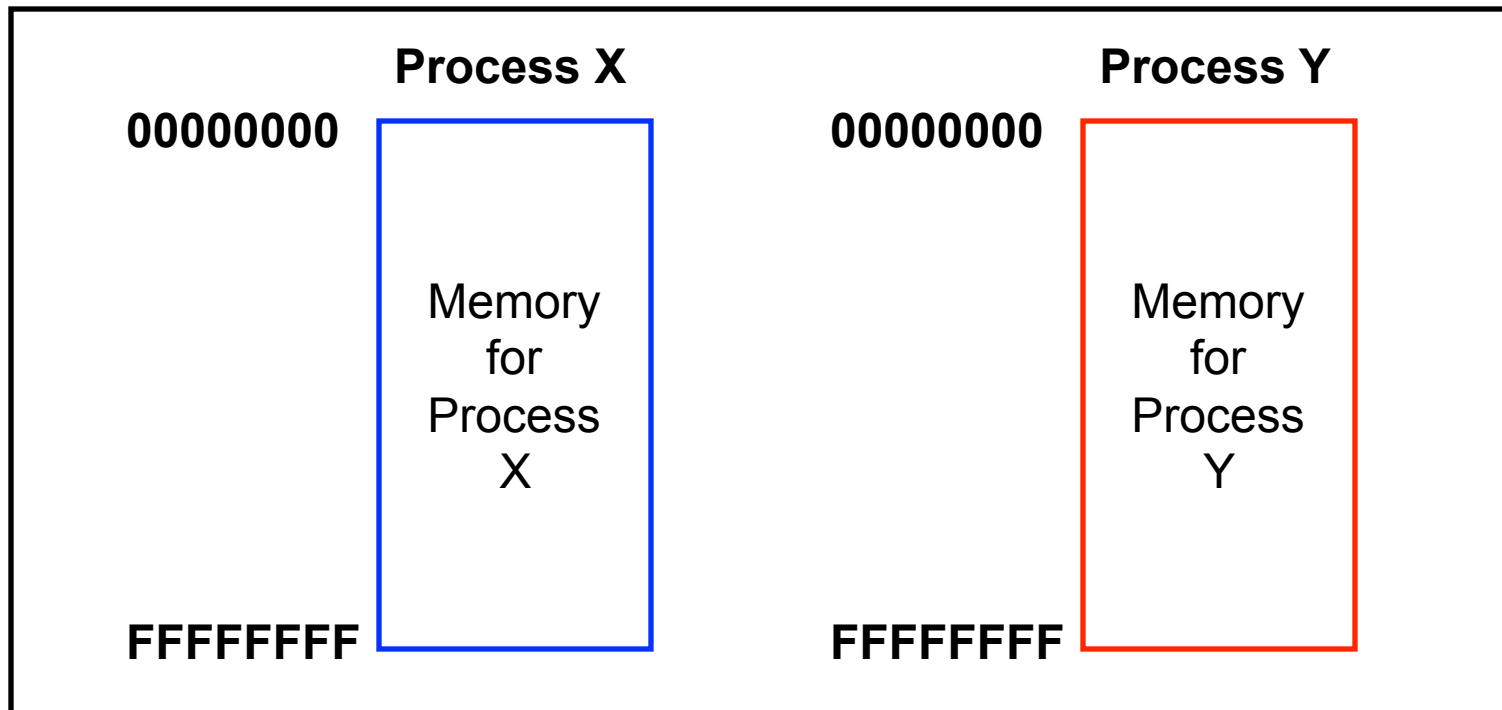 Process X
00000000
Memory
for
Process
X
FFFFFFFF
Process Y
00000000
Memory
for
Process
Y
FFFFFFFF